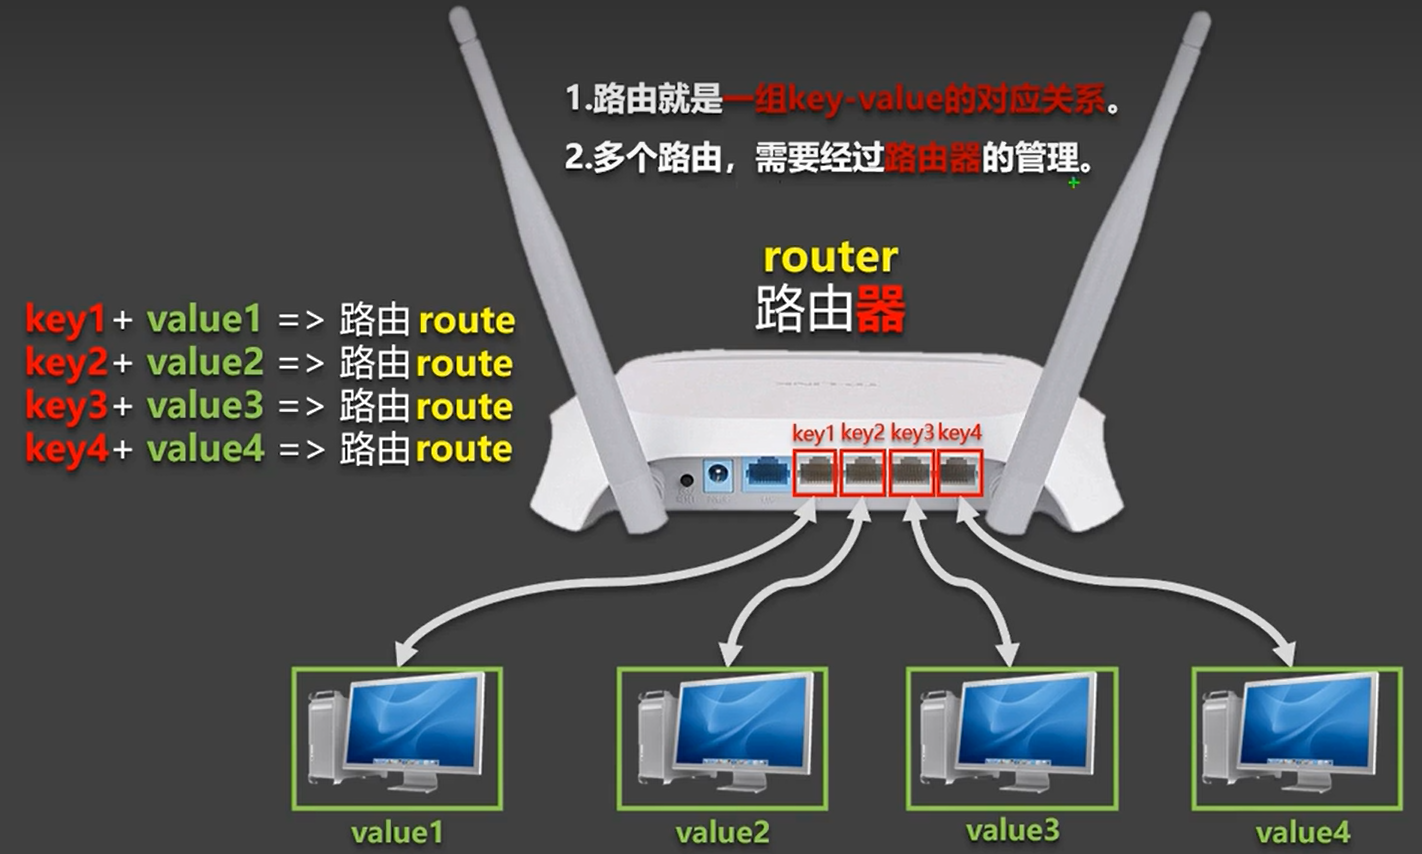 1.路由就是一组key-value的对应关系。
2.多个路由，需要经过路由器的管理。
router
路由器
key1+ value1 => 路由 route
key2+ value2 => 路由 route
key3+ value3 => 路由 route
key4+ value4 => 路由 route
TP-LINK
key1 key2 key3 key4
value1 value2 value3 value4